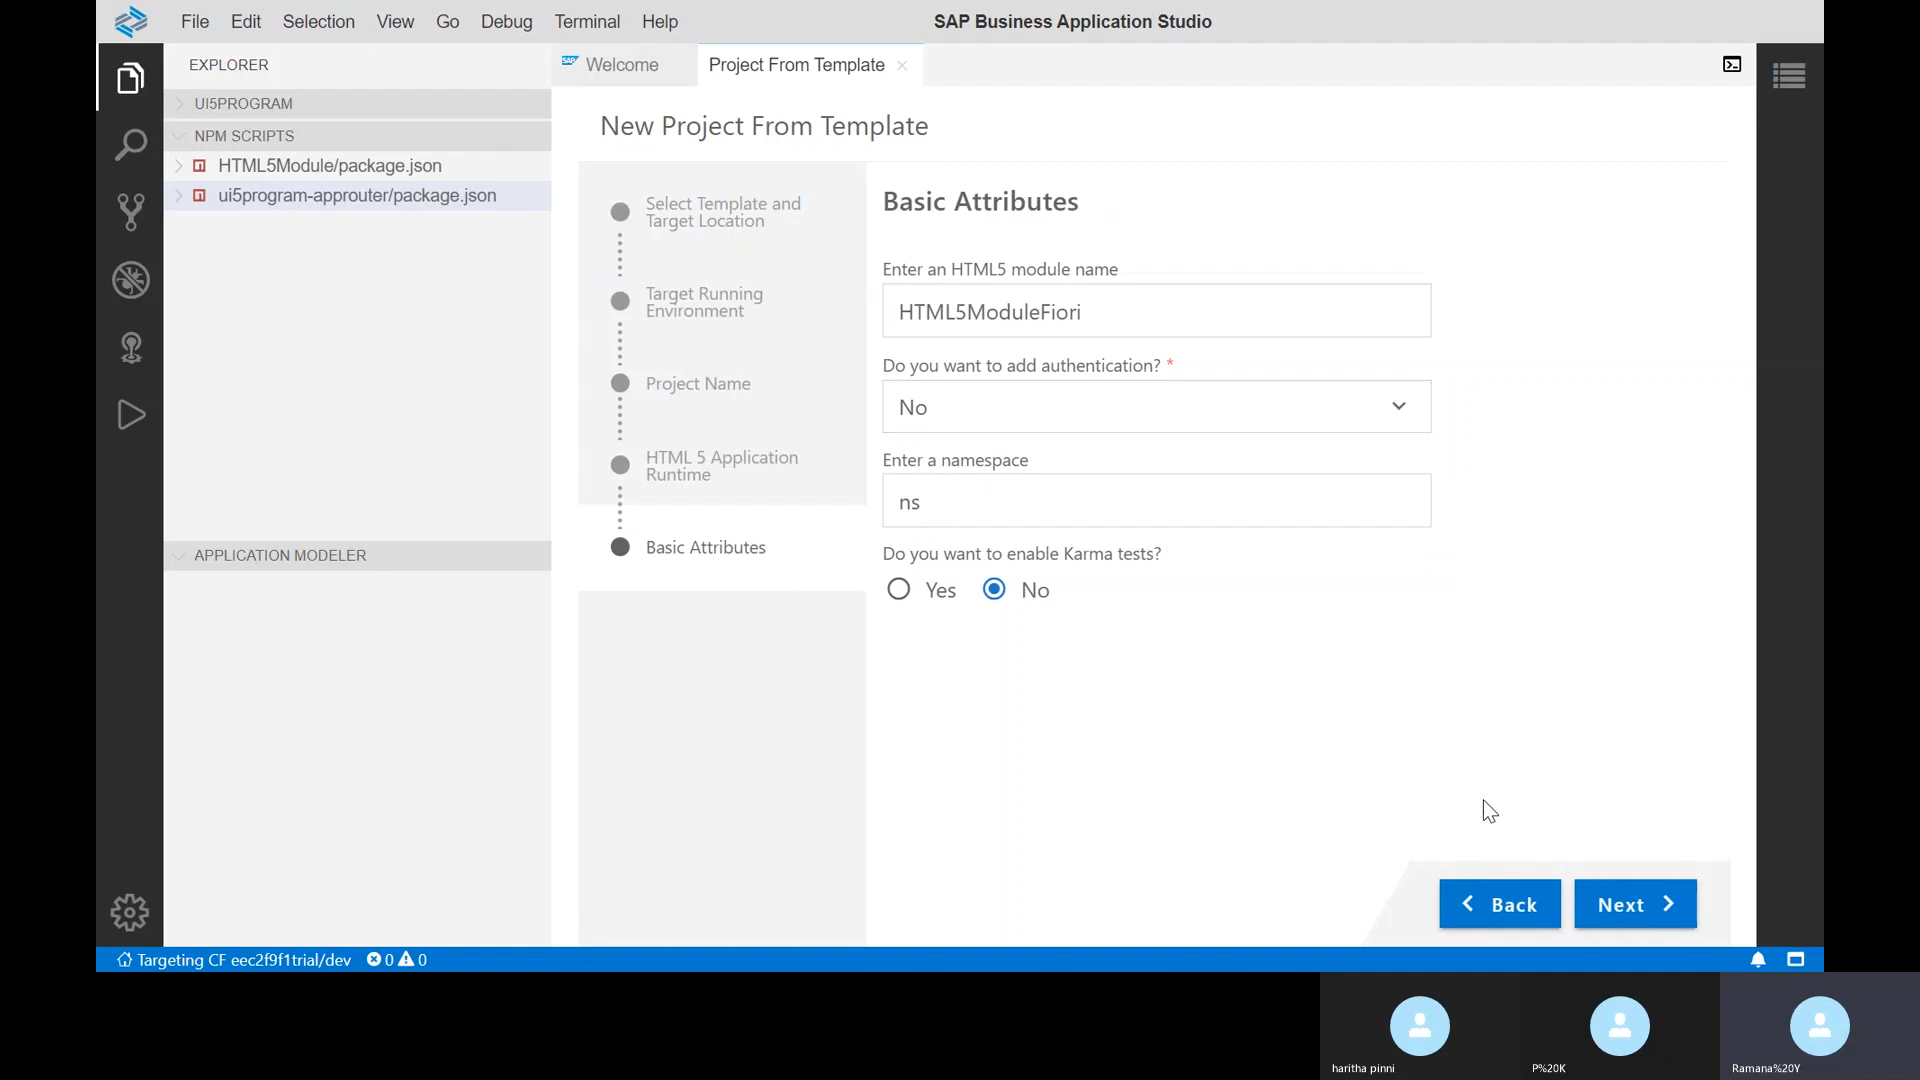 File Edit Selection View Go Debug Terminal Help
SAP Business Application Studio
EXPLORER
UI5PROGRAM
NPM SCRIPTS
HTML5Module/package.json
ui5program-approuter/package.json
APPLICATION MODELER
SAP Welcome
Project From Template
New Project From Template
Select Template and
Target Location
Target Running
Environment
Project Name
HTML 5 Application
Runtime
Basic Attributes
Basic Attributes
Enter an HTML5 module name
HTML5ModuleFiori
Do you want to add authentication? *
No
Enter a namespace
ns
Do you want to enable Karma tests?
Yes No
Back Next
Targeting CF eec2f9f1trial/dev 0 0
haritha pinni
P%20K
Ramana%20Y